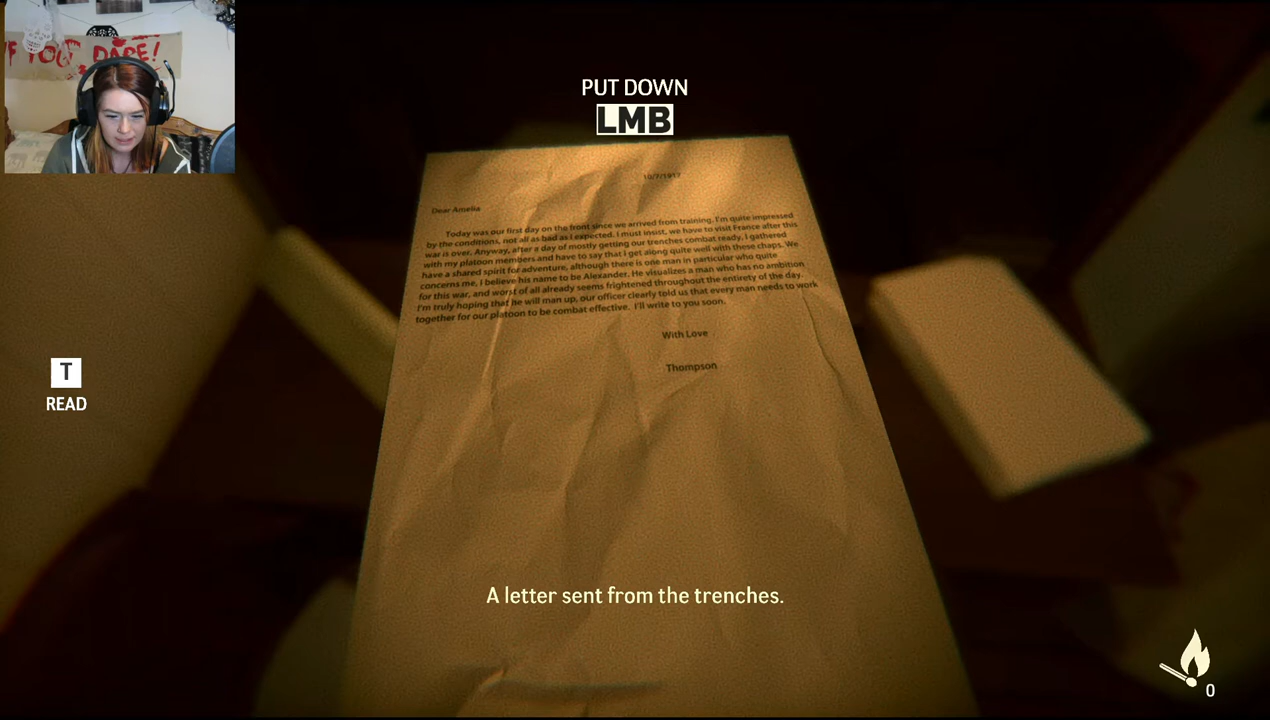 F YOU DARE!
PUT DOWN
LMB
10/7/1917
Dear Amelia
Today was our first day on the front since we arrived from training. I'm quite impressed
by the conditions, not all as bad as I expected. I must insist, we have to visit France after this
war is over. Anyway, after a day of mostly getting our trenches combat ready, I gathered
with my platoon members and have to say that I get along quite well with these chaps. We
have a shared spirit for adventure, although there is one man in particular who quite
concerns me, I believe his name to be Alexander. He visualizes a man who has no ambition
for this war, and worst of all already seems frightened throughout the entirety of the day.
I'm truly hoping that he will man up, our officer clearly told us that every man needs to work
together for our platoon to be combat effective. I'll write to you soon.
With Love
Thompson
T
READ
A letter sent from the trenches.
0